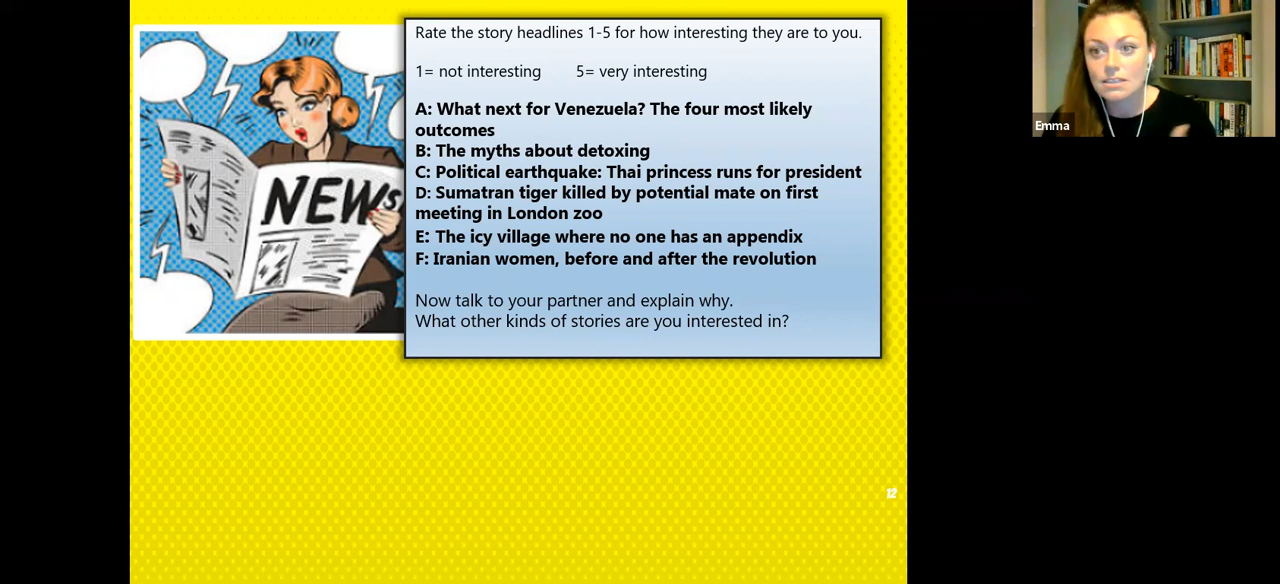 Rate the story headlines 1-5 for how interesting they are to you.
1= not interesting 5= very interesting
A: What next for Venezuela? The four most likely
outcomes
B: The myths about detoxing
C: Political earthquake: Thai princess runs for president
D: Sumatran tiger killed by potential mate on first
meeting in London zoo
E: The icy village where no one has an appendix
F: Iranian women, before and after the revolution
Now talk to your partner and explain why.
What other kinds of stories are you interested in?
NEWS
Emma
12